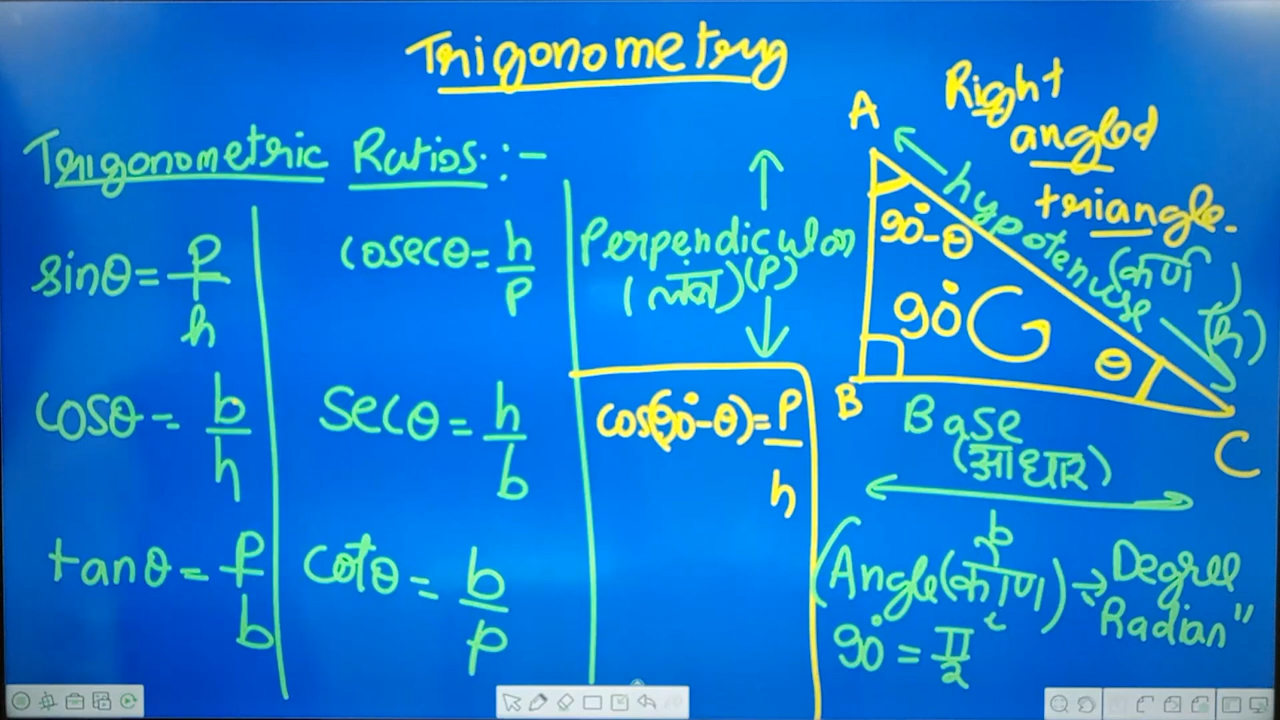 Trigonometry
Trigonometric Ratios :-
sinθ = P/h
cosecθ = h/P
cosθ = b/h
secθ = h/b
tanθ = P/b
cotθ = b/P
Perpendicular
(लंब) (P)
cos(90°-θ) = P/h
Right
angled
triangle.
A
hypotenuse
(कर्ण)
(h)
90°-θ
90°
θ
B
C
Base
(आधार)
b
(Angle(कोण) → Degree
Radian"
90° = π/2 c